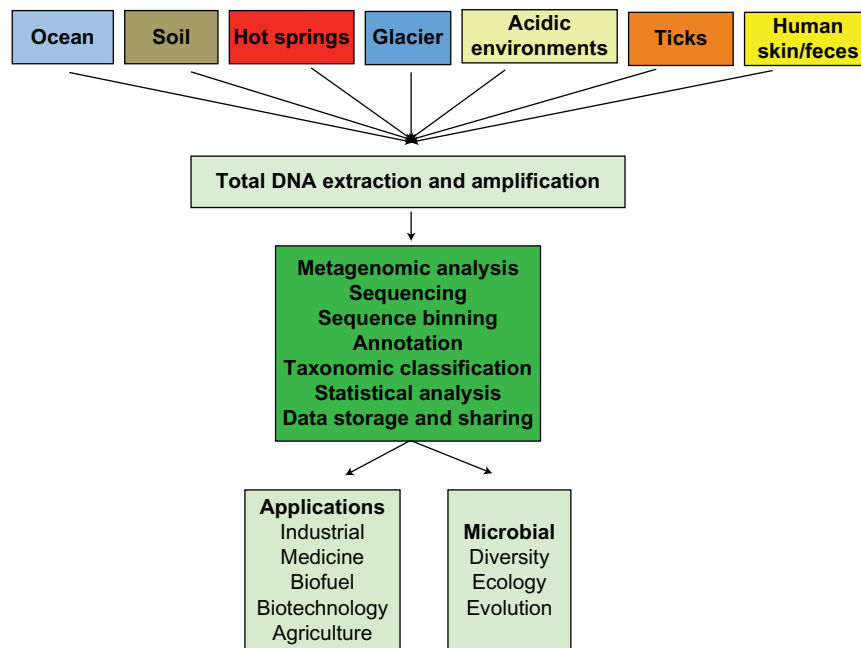 Ocean
Soil
Hot springs
Glacier
Acidic
environments
Ticks
Human
skin/feces
Total DNA extraction and amplification
Metagenomic analysis
Sequencing
Sequence binning
Annotation
Taxonomic classification
Statistical analysis
Data storage and sharing
Applications
Industrial
Medicine
Biofuel
Biotechnology
Agriculture
Microbial
Diversity
Ecology
Evolution